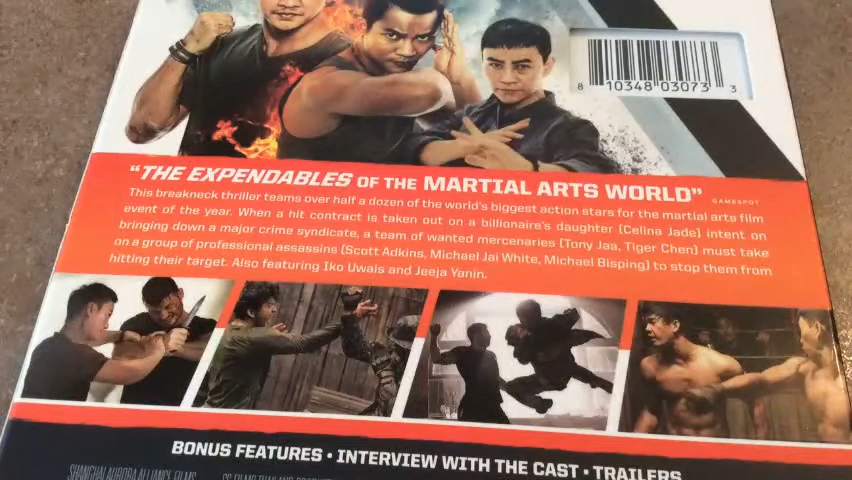 8 10348 03073 3
"THE EXPENDABLES OF THE MARTIAL ARTS WORLD" GAMESPOT
This breakneck thriller teams over half a dozen of the world's biggest action stars for the martial arts film
event of the year. When a hit contract is taken out on a billionaire's daughter (Celina Jade) intent on
bringing down a major crime syndicate, a team of wanted mercenaries (Tony Jaa, Tiger Chen) must take
on a group of professional assassins (Scott Adkins, Michael Jai White, Michael Bisping) to stop them from
hitting their target. Also featuring Iko Uwais and Jeeja Yanin.
BONUS FEATURES • INTERVIEW WITH THE CAST • TRAILERS
SHANGHAI AURORA ALLIANCE FILMS